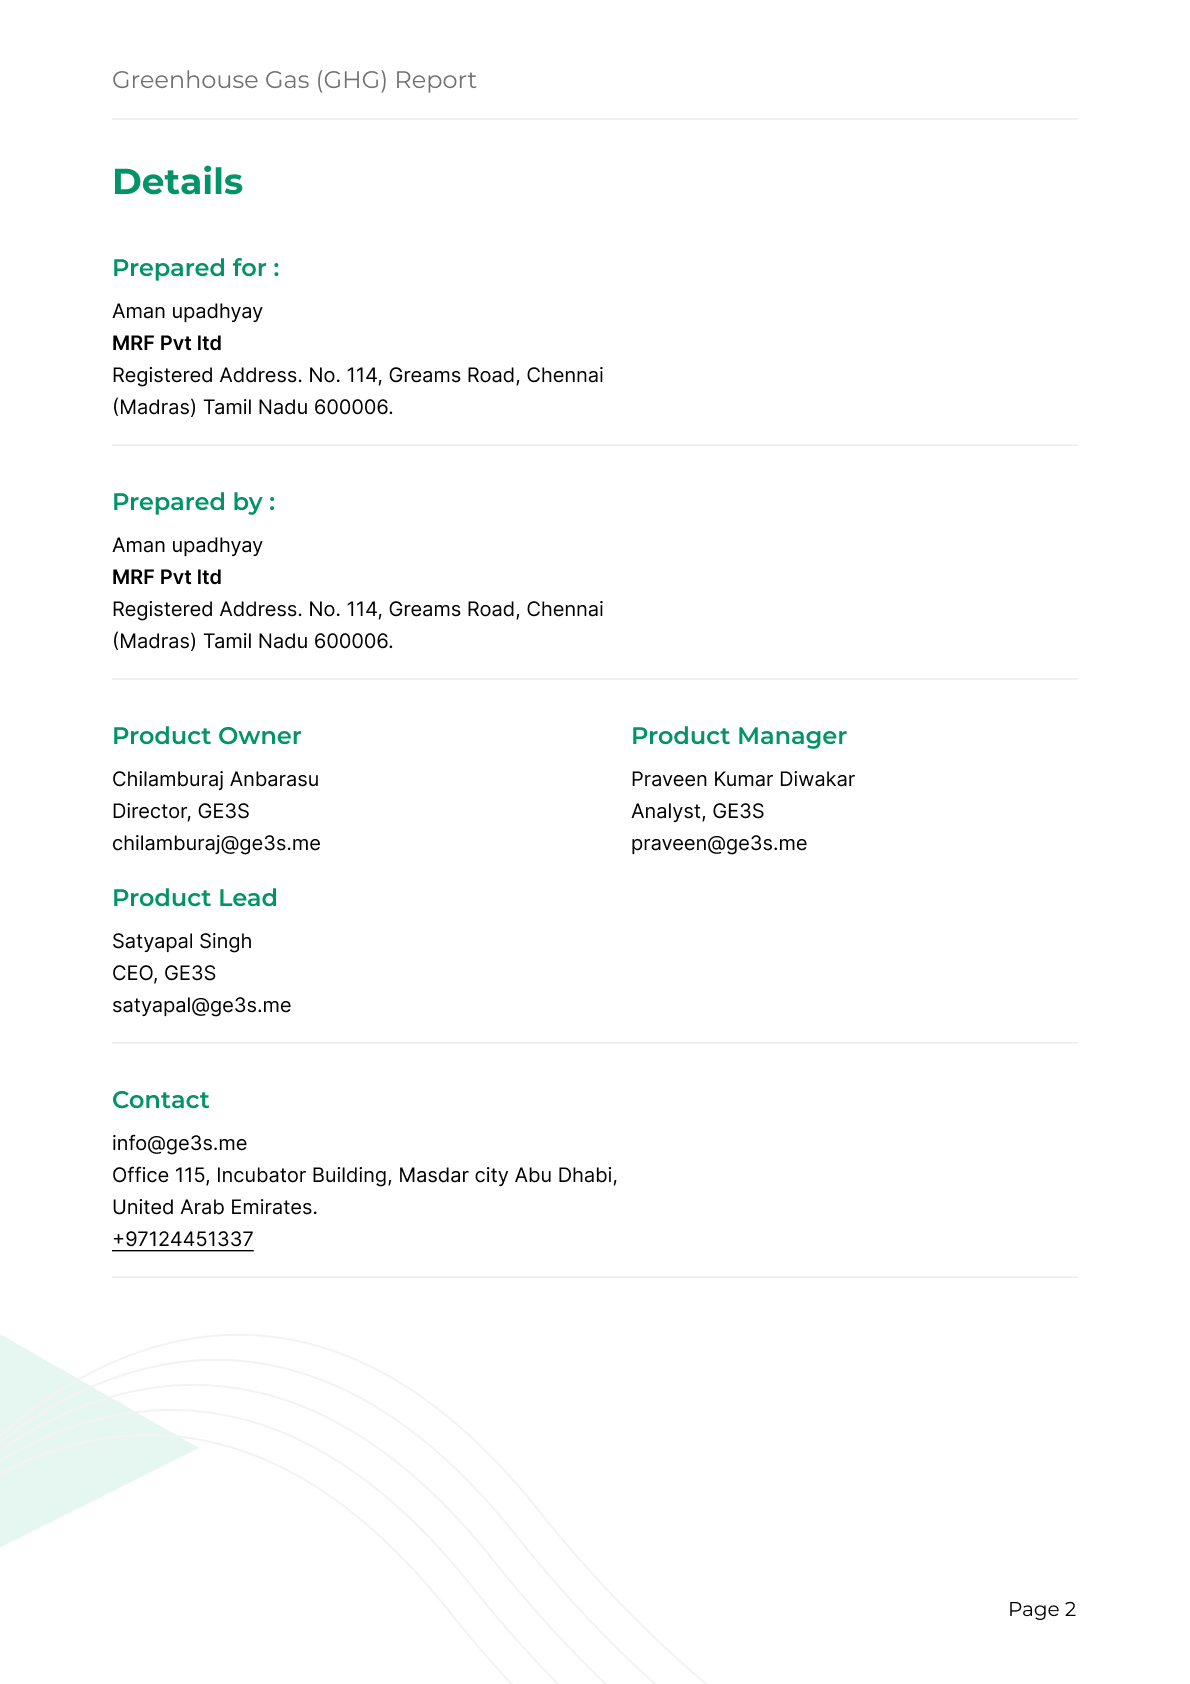 Greenhouse Gas (GHG) Report
Details
Prepared for :
Aman upadhyay
MRF Pvt ltd
Registered Address. No. 114, Greams Road, Chennai
(Madras) Tamil Nadu 600006.
Prepared by :
Aman upadhyay
MRF Pvt ltd
Registered Address. No. 114, Greams Road, Chennai
(Madras) Tamil Nadu 600006.
Product Owner
Chilamburaj Anbarasu
Director, GE3S
chilamburaj@ge3s.me
Product Manager
Praveen Kumar Diwakar
Analyst, GE3S
praveen@ge3s.me
Product Lead
Satyapal Singh
CEO, GE3S
satyapal@ge3s.me
Contact
info@ge3s.me
Office 115, Incubator Building, Masdar city Abu Dhabi,
United Arab Emirates.
+97124451337
Page 2